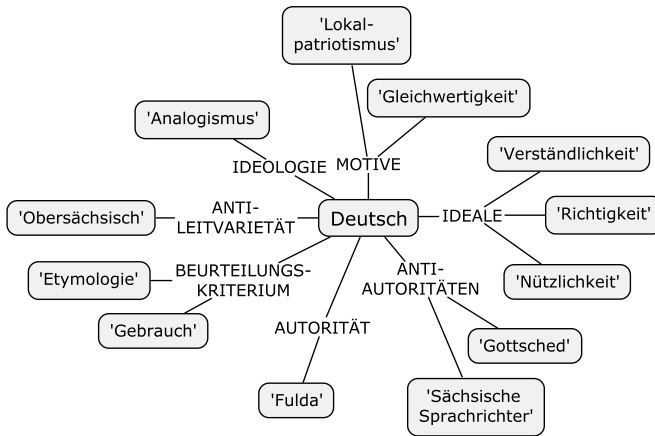 'Lokal-
patriotismus'
'Gleichwertigkeit'
'Analogismus'
IDEOLOGIE
MOTIVE
'Verständlichkeit'
ANTI-
LEITVARIETÄT
'Obersächsisch'
Deutsch
IDEALE
'Richtigkeit'
'Etymologie'
BEURTEILUNGS-
KRITERIUM
ANTI-
AUTORITÄTEN
'Nützlichkeit'
'Gebrauch'
AUTORITÄT
'Gottsched'
'Fulda'
'Sächsische
Sprachrichter'